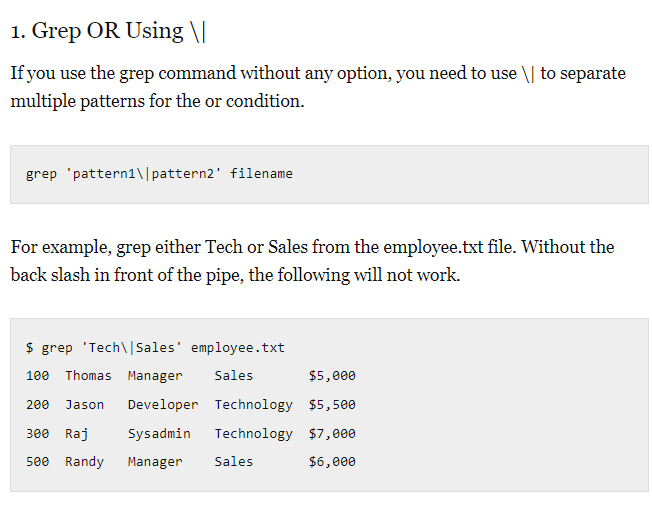 1. Grep OR Using \|
If you use the grep command without any option, you need to use \| to separate
multiple patterns for the or condition.
grep 'pattern1\|pattern2' filename
For example, grep either Tech or Sales from the employee.txt file. Without the
back slash in front of the pipe, the following will not work.
$ grep 'Tech\|Sales' employee.txt
100  Thomas  Manager    Sales       $5,000
200  Jason   Developer  Technology  $5,500
300  Raj     Sysadmin   Technology  $7,000
500  Randy   Manager    Sales       $6,000